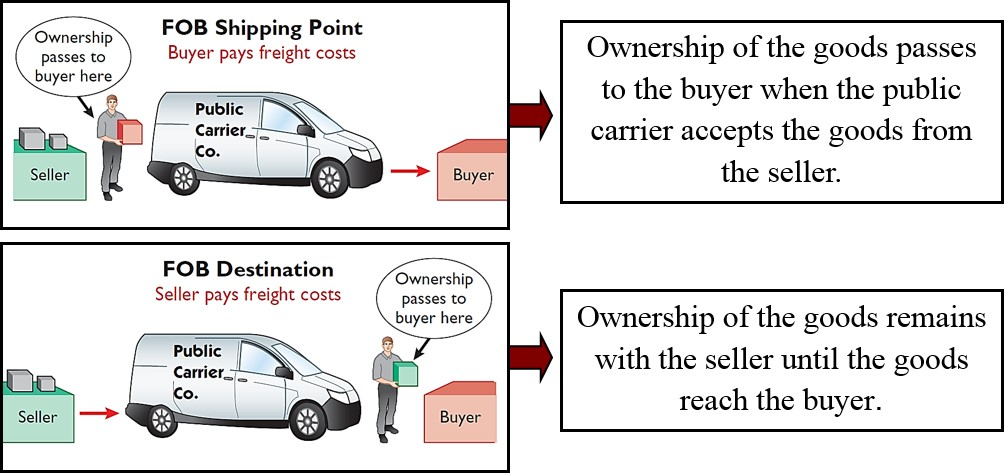 FOB Shipping Point
Buyer pays freight costs
Ownership
passes to
buyer here
Public
Carrier
Co.
Seller
Buyer
Ownership of the goods passes
to the buyer when the public
carrier accepts the goods from
the seller.
FOB Destination
Seller pays freight costs
Ownership
passes to
buyer here
Public
Carrier
Co.
Seller
Buyer
Ownership of the goods remains
with the seller until the goods
reach the buyer.